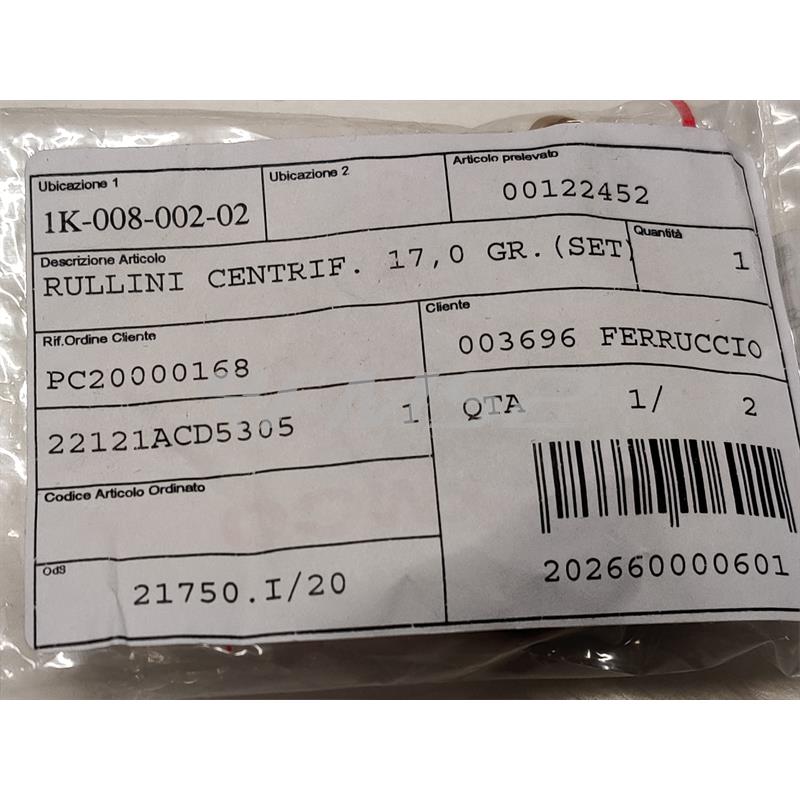 Ubicazione 1
1K-008-002-02
Ubicazione 2
Articolo prelevato
00122452
Descrizione Articolo
RULLINI CENTRIF. 17,0 GR.(SET)
Quantità
1
Rif.Ordine Cliente
PC20000168
Cliente
003696 FERRUCCIO
22121ACD5305 1
QTA 1/ 2
Codice Articolo Ordinato
OdS
21750.I/20
202660000601